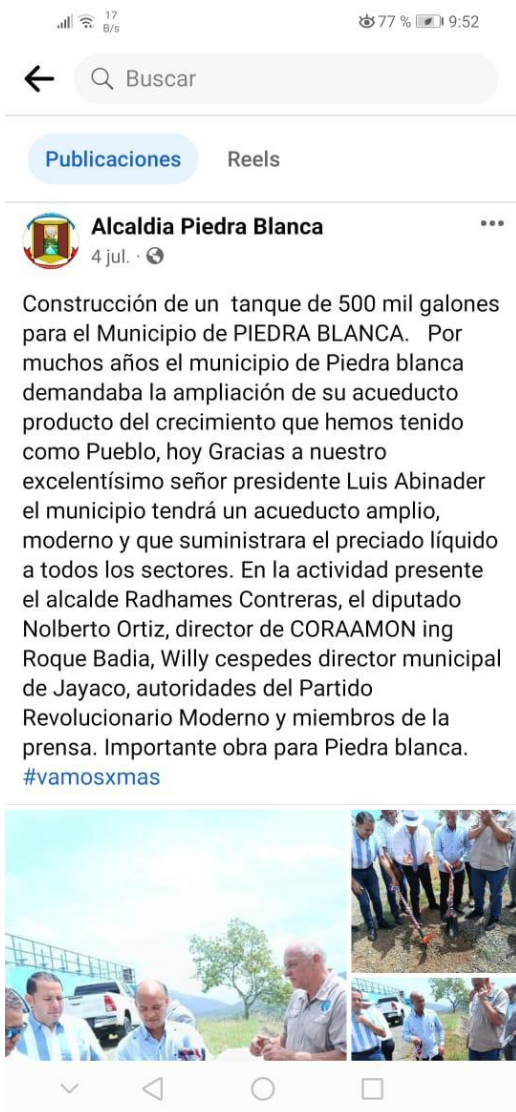 17
B/s
77 % 9:52
Buscar
Publicaciones Reels
Alcaldia Piedra Blanca
4 jul. ·
Construcción de un tanque de 500 mil galones
para el Municipio de PIEDRA BLANCA. Por
muchos años el municipio de Piedra blanca
demandaba la ampliación de su acueducto
producto del crecimiento que hemos tenido
como Pueblo, hoy Gracias a nuestro
excelentísimo señor presidente Luis Abinader
el municipio tendrá un acueducto amplio,
moderno y que suministrara el preciado líquido
a todos los sectores. En la actividad presente
el alcalde Radhames Contreras, el diputado
Nolberto Ortiz, director de CORAAMON ing
Roque Badia, Willy cespedes director municipal
de Jayaco, autoridades del Partido
Revolucionario Moderno y miembros de la
prensa. Importante obra para Piedra blanca.
#vamosxmas